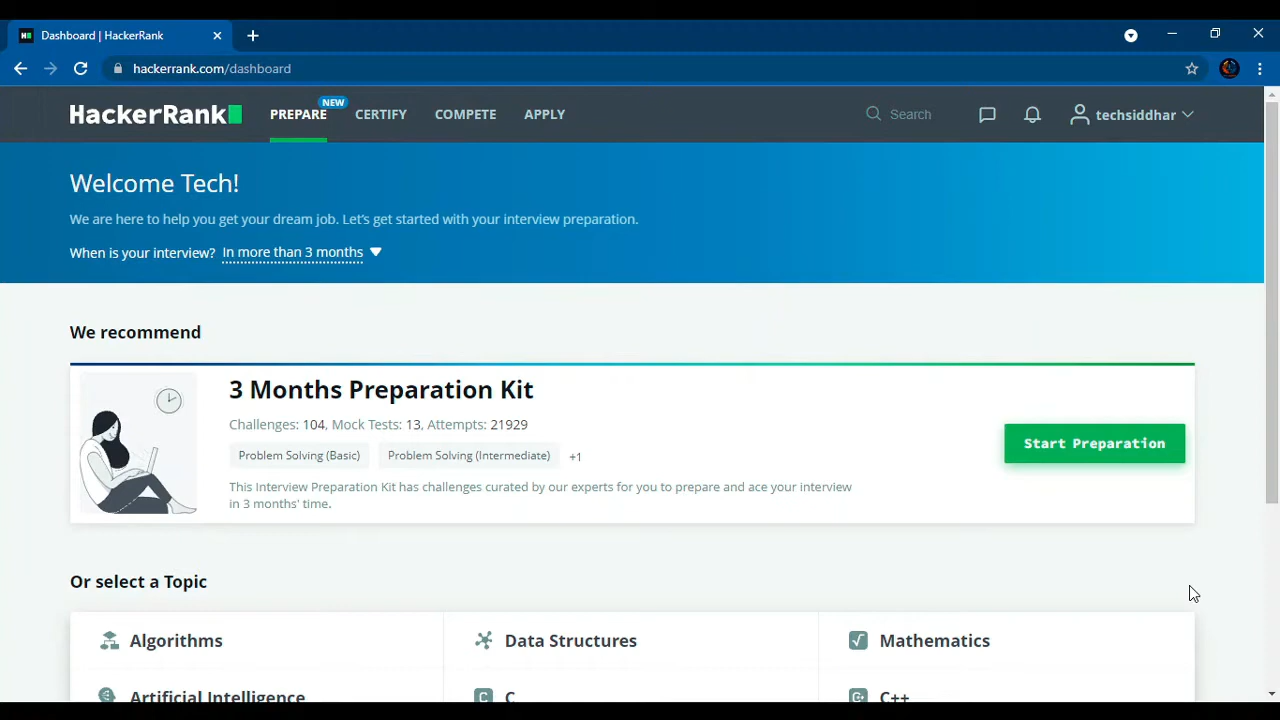 Dashboard | HackerRank
hackerrank.com/dashboard
HackerRank
PREPARE
NEW
CERTIFY
COMPETE
APPLY
Search
techsiddhar
Welcome Tech!
We are here to help you get your dream job. Let's get started with your interview preparation.
When is your interview? In more than 3 months
We recommend
3 Months Preparation Kit
Challenges: 104, Mock Tests: 13, Attempts: 21929
Problem Solving (Basic)
Problem Solving (Intermediate)
+1
This Interview Preparation Kit has challenges curated by our experts for you to prepare and ace your interview
in 3 months' time.
Start Preparation
Or select a Topic
Algorithms
Data Structures
Mathematics
Artificial Intelligence
C
C++